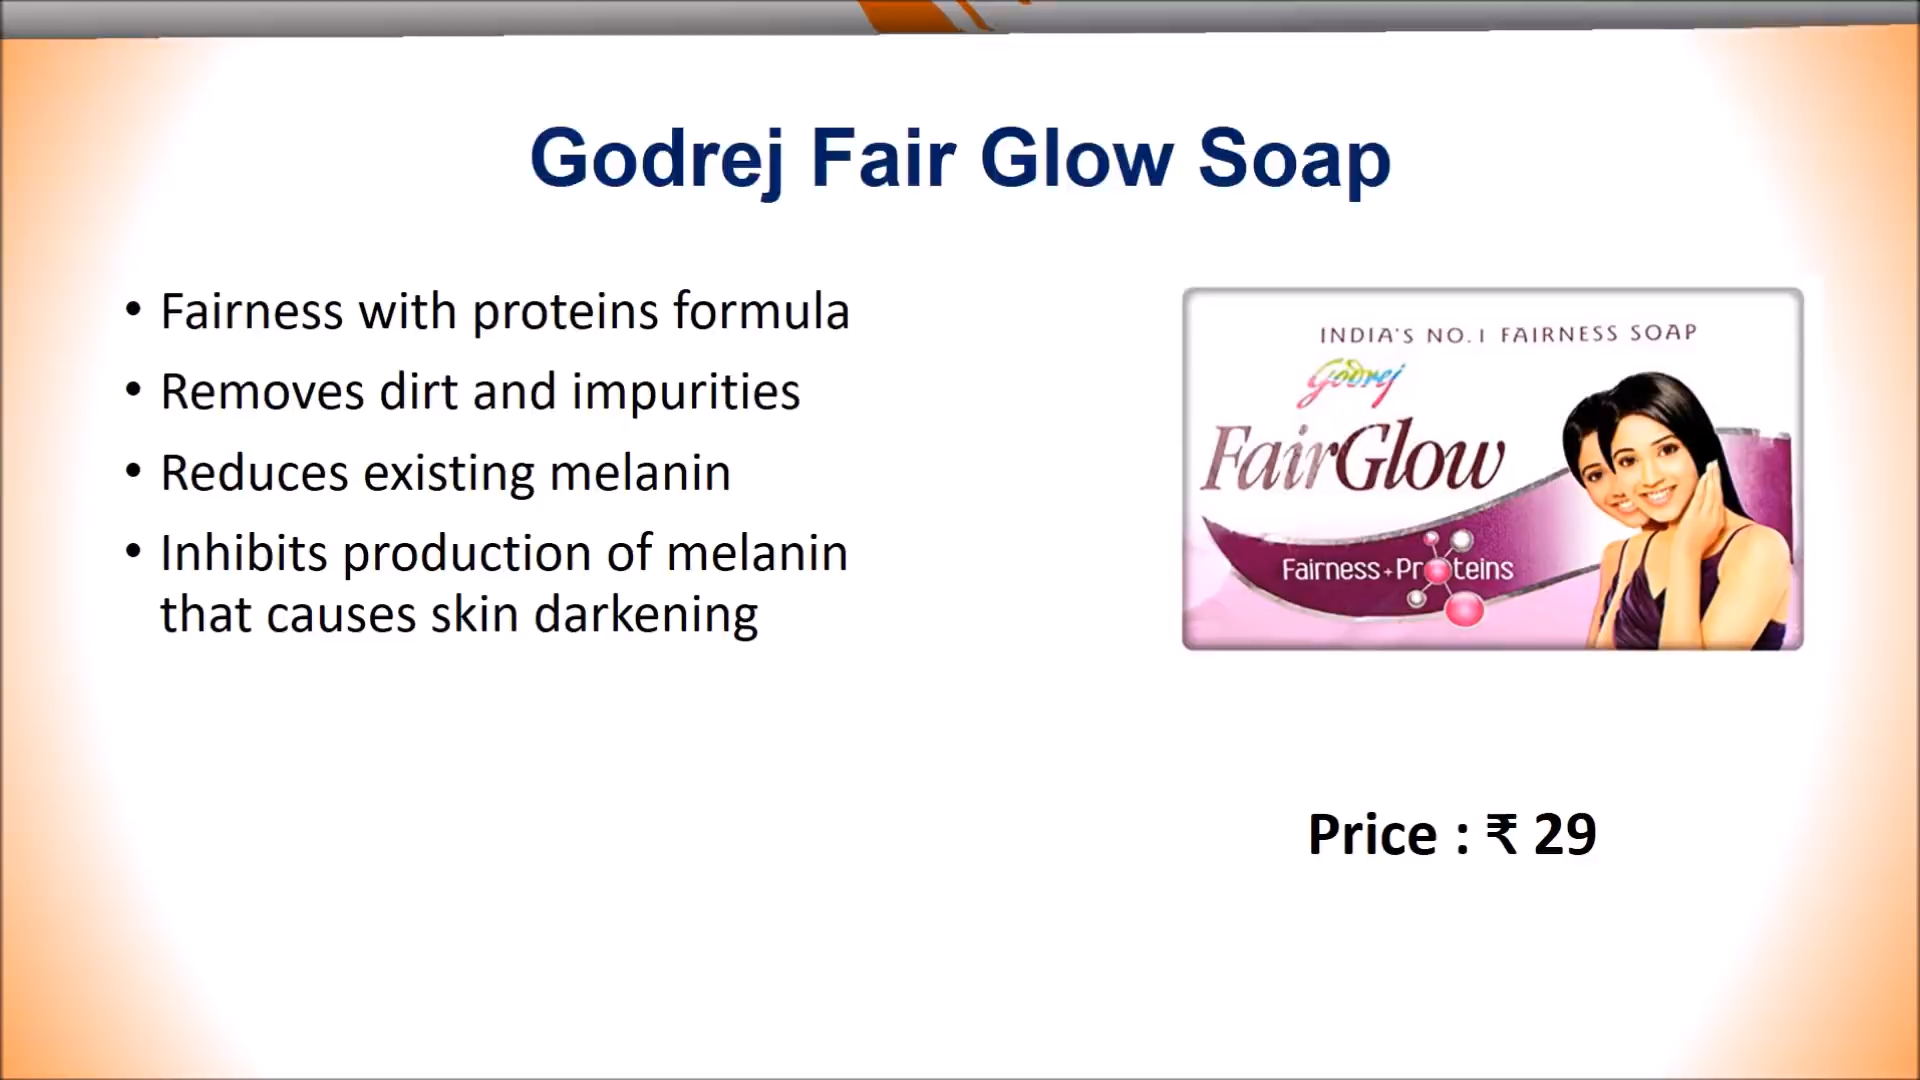 Godrej Fair Glow Soap
• Fairness with proteins formula
• Removes dirt and impurities
• Reduces existing melanin
• Inhibits production of melanin
that causes skin darkening
INDIA'S NO.1 FAIRNESS SOAP
Godrej
FairGlow
Fairness+Proteins
Price : ₹ 29